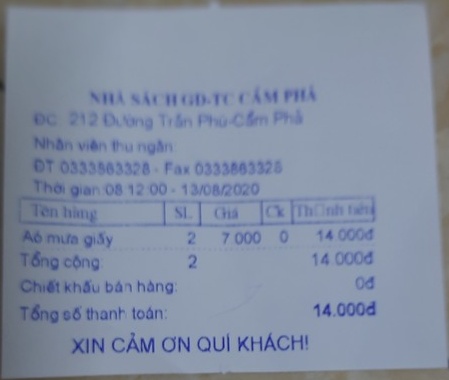 NHÀ SÁCH GD-TC CẨM PHẢ
ĐC: 212 Đường Trần Phú-Cẩm Phả
Nhân viên thu ngân:
ĐT 0333863328 - Fax 0333863328
Thời gian 08:12:00 - 13/08/2020
Tên hàng SL Giá Ck Th□nh tiền
Aó mưa giấy 2 7.000 0 14.000đ
Tổng cộng: 2 14.000đ
Chiết khấu bán hàng: 0đ
Tổng số thanh toán: 14.000đ
XIN CẢM ƠN QUÍ KHÁCH!